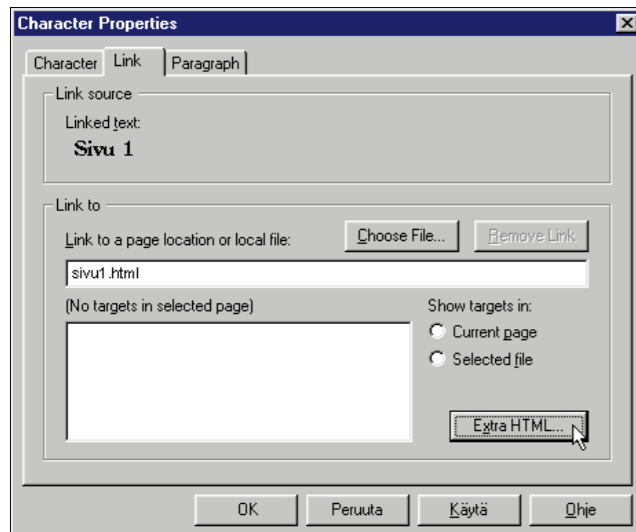 Character Properties
Character Link Paragraph
Link source
Linked text:
Sivu 1
Link to
Link to a page location or local file: Choose File... Remove Link
sivu1.html
(No targets in selected page) Show targets in:
Current page
Selected file
Extra HTML...
OK Peruuta Käytä Ohje